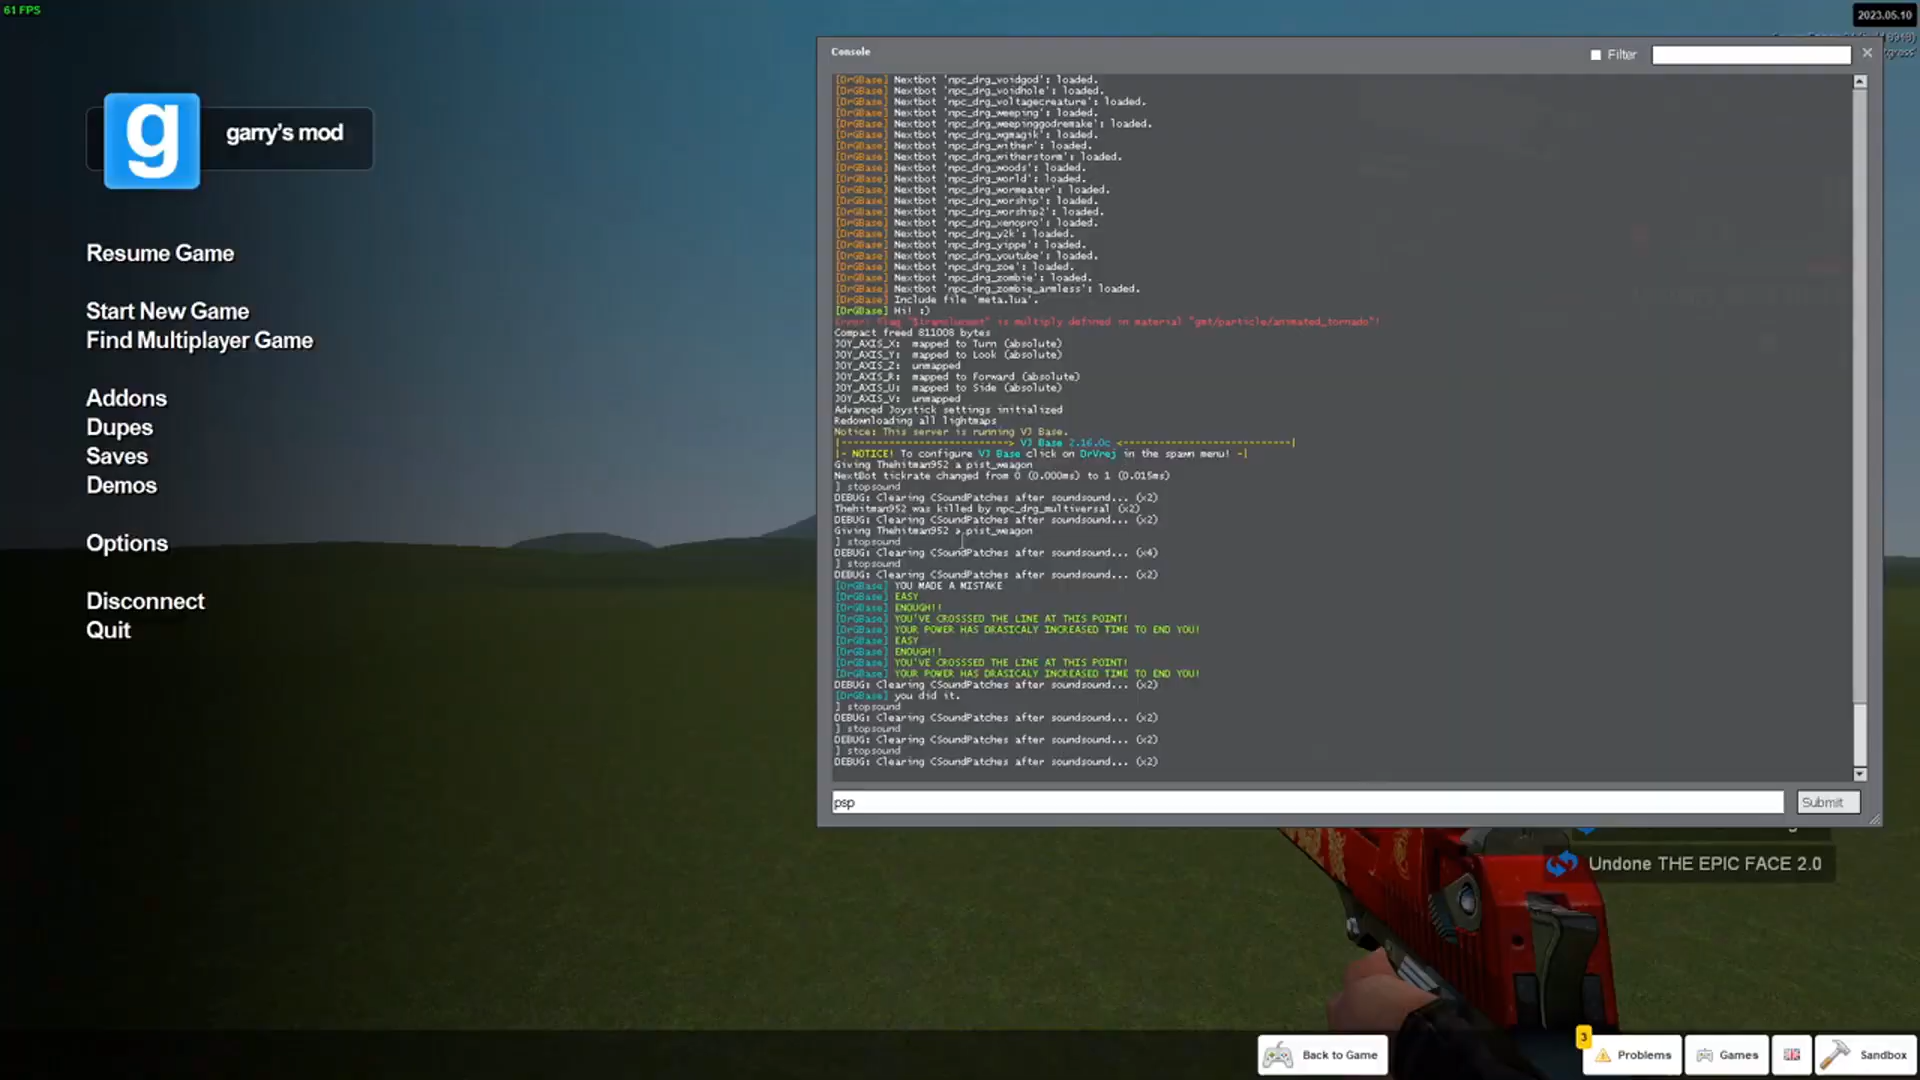 61 FPS
2023.05.10
garry's mod
Resume Game
Start New Game
Find Multiplayer Game
Addons
Dupes
Saves
Demos
Options
Disconnect
Quit
Console
Filter
[DrGBase] Nextbot 'npc_drg_voidgod': loaded.
[DrGBase] Nextbot 'npc_drg_voidhole': loaded.
[DrGBase] Nextbot 'npc_drg_voltagecreature': loaded.
[DrGBase] Nextbot 'npc_drg_weeping': loaded.
[DrGBase] Nextbot 'npc_drg_weepinggodremake': loaded.
[DrGBase] Nextbot 'npc_drg_wgmagik': loaded.
[DrGBase] Nextbot 'npc_drg_wither': loaded.
[DrGBase] Nextbot 'npc_drg_witherstorm': loaded.
[DrGBase] Nextbot 'npc_drg_woods': loaded.
[DrGBase] Nextbot 'npc_drg_world': loaded.
[DrGBase] Nextbot 'npc_drg_wormeater': loaded.
[DrGBase] Nextbot 'npc_drg_worship': loaded.
[DrGBase] Nextbot 'npc_drg_worship2': loaded.
[DrGBase] Nextbot 'npc_drg_xenopro': loaded.
[DrGBase] Nextbot 'npc_drg_y2k': loaded.
[DrGBase] Nextbot 'npc_drg_yippe': loaded.
[DrGBase] Nextbot 'npc_drg_youtube': loaded.
[DrGBase] Nextbot 'npc_drg_zoe': loaded.
[DrGBase] Nextbot 'npc_drg_zombie': loaded.
[DrGBase] Nextbot 'npc_drg_zombie_armless': loaded.
[DrGBase] Include file 'meta.lua'.
[DrGBase] Hi! :)
Error: flag "$translucent" is multiply defined in material "gmt/particle/animated_tornado"!
Compact freed 811008 bytes
JOY_AXIS_X: mapped to Turn (absolute)
JOY_AXIS_Y: mapped to Look (absolute)
JOY_AXIS_Z: unmapped
JOY_AXIS_R: mapped to Forward (absolute)
JOY_AXIS_U: mapped to Side (absolute)
JOY_AXIS_V: unmapped
Advanced Joystick settings initialized
Redownloading all lightmaps
Notice: This server is running VJ Base.
|----------------------------> VJ Base 2.16.0c <----------------------------|
|- NOTICE! To configure VJ Base click on DrVrej in the spawn menu! -|
Giving Thehitman952 a pist_weagon
NextBot tickrate changed from 0 (0.000ms) to 1 (0.015ms)
] stopsound
DEBUG: Clearing CSoundPatches after soundsound... (x2)
Thehitman952 was killed by npc_drg_multiversal (x2)
DEBUG: Clearing CSoundPatches after soundsound... (x2)
Giving Thehitman952 a pist_weagon
] stopsound
DEBUG: Clearing CSoundPatches after soundsound... (x4)
] stopsound
DEBUG: Clearing CSoundPatches after soundsound... (x2)
[DrGBase] YOU MADE A MISTAKE
[DrGBase] EASY
[DrGBase] ENOUGH!!
[DrGBase] YOU'VE CROSSSED THE LINE AT THIS POINT!
[DrGBase] YOUR POWER HAS DRASICALY INCREASED TIME TO END YOU!
[DrGBase] EASY
[DrGBase] ENOUGH!!
[DrGBase] YOU'VE CROSSSED THE LINE AT THIS POINT!
[DrGBase] YOUR POWER HAS DRASICALY INCREASED TIME TO END YOU!
DEBUG: Clearing CSoundPatches after soundsound... (x2)
[DrGBase] you did it.
] stopsound
DEBUG: Clearing CSoundPatches after soundsound... (x2)
] stopsound
DEBUG: Clearing CSoundPatches after soundsound... (x2)
] stopsound
DEBUG: Clearing CSoundPatches after soundsound... (x2)
psp
Submit
Undone THE EPIC FACE 2.0
Back to Game
3
Problems
Games
Sandbox